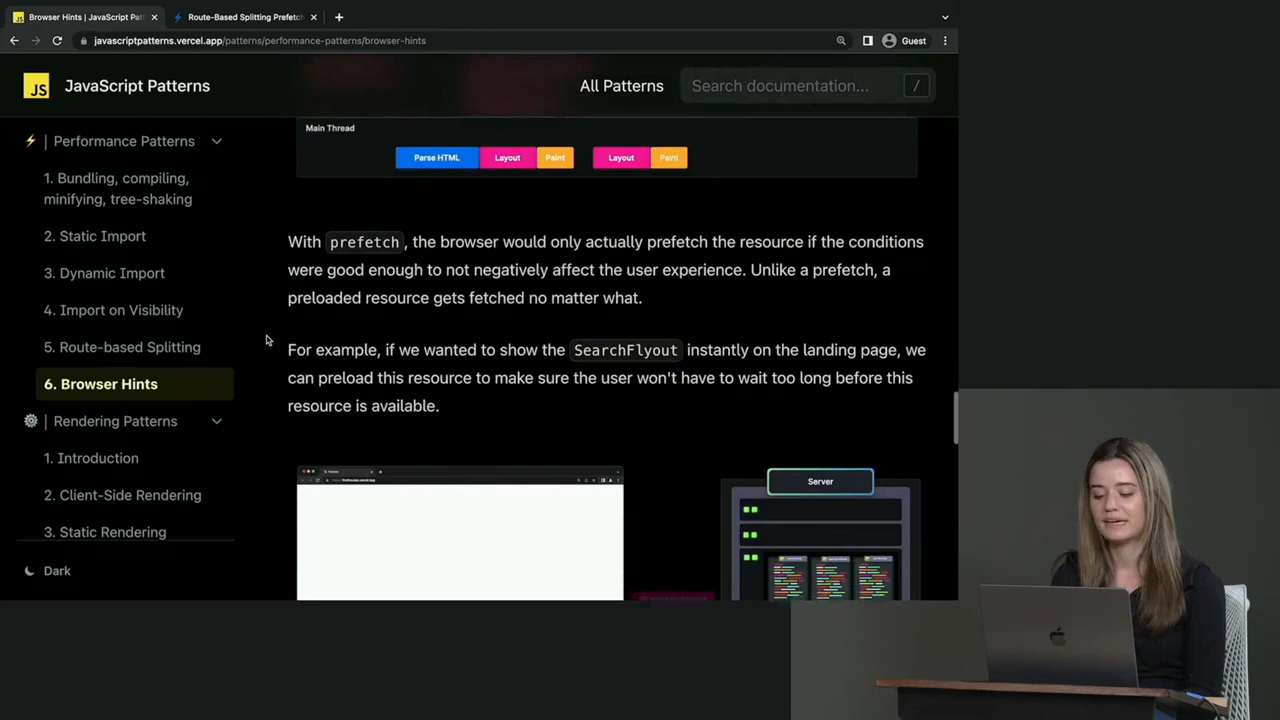 Browser Hints | JavaScript Pat
Route-Based Splitting Prefetch
javascriptpatterns.vercel.app/patterns/performance-patterns/browser-hints
Guest
JS
JavaScript Patterns
All Patterns
Search documentation...
/
Performance Patterns
1. Bundling, compiling,
minifying, tree-shaking
2. Static Import
3. Dynamic Import
4. Import on Visibility
5. Route-based Splitting
6. Browser Hints
Rendering Patterns
1. Introduction
2. Client-Side Rendering
3. Static Rendering
Dark
Main Thread
Parse HTML
Layout
Paint
Layout
Paint
With prefetch, the browser would only actually prefetch the resource if the conditions
were good enough to not negatively affect the user experience. Unlike a prefetch, a
preloaded resource gets fetched no matter what.
For example, if we wanted to show the SearchFlyout instantly on the landing page, we
can preload this resource to make sure the user won't have to wait too long before this
resource is available.
Server